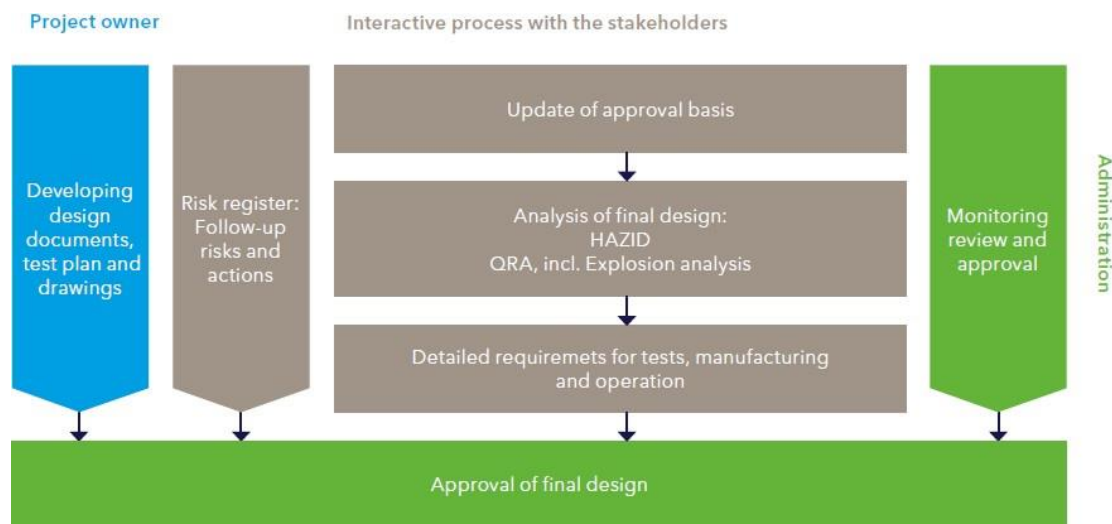 Project owner
Interactive process with the stakeholders
Developing
design
documents,
test plan and
drawings
Risk register:
Follow-up
risks and
actions
Update of approval basis
Analysis of final design:
HAZID
QRA, incl. Explosion analysis
Detailed requiremets for tests, manufacturing
and operation
Monitoring
review and
approval
Administration
Approval of final design